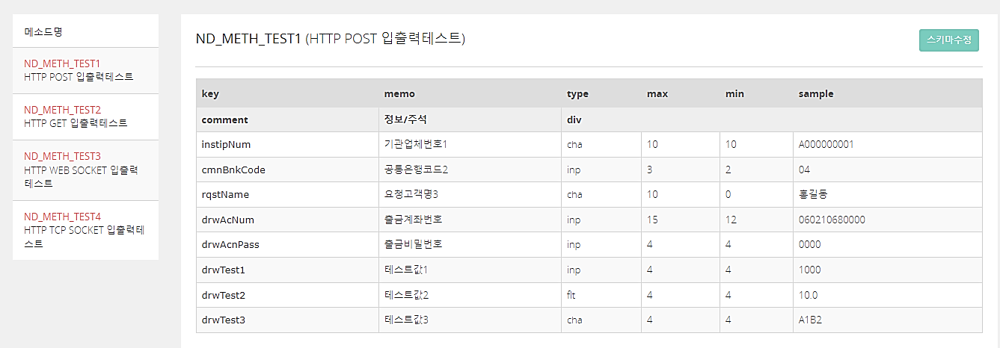 메소드명
ND_METH_TEST1
HTTP POST 입출력테스트
ND_METH_TEST2
HTTP GET 입출력테스트
ND_METH_TEST3
HTTP WEB SOCKET 입출력
테스트
ND_METH_TEST4
HTTP TCP SOCKET 입출력테
스트
ND_METH_TEST1 (HTTP POST 입출력테스트)
스키마수정
key memo type max min sample
comment 정보/주석 div
instipNum 기관업체번호1 cha 10 10 A000000001
cmnBnkCode 공통은행코드2 inp 3 2 04
rqstName 요청고객명3 cha 10 0 홍길동
drwAcNum 출금계좌번호 inp 15 12 060210680000
drwAcnPass 출금비밀번호 inp 4 4 0000
drwTest1 테스트값1 inp 4 4 1000
drwTest2 테스트값2 flt 4 4 10.0
drwTest3 테스트값3 cha 4 4 A1B2